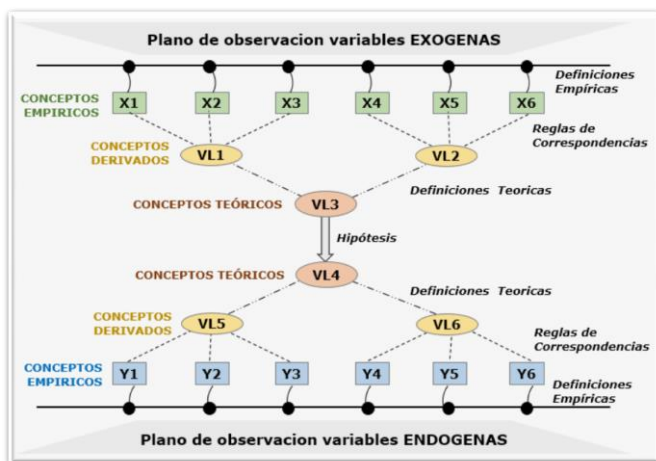 Plano de observacion variables EXOGENAS
Definiciones
Empíricas
CONCEPTOS
EMPIRICOS
X1 X2 X3 X4 X5 X6
Reglas de
Correspondencias
CONCEPTOS
DERIVADOS
VL1 VL2
Definiciones Teoricas
CONCEPTOS TEÓRICOS VL3
Hipótesis
CONCEPTOS TEÓRICOS VL4
Definiciones Teoricas
CONCEPTOS
DERIVADOS
VL5 VL6
Reglas de
Correspondencias
CONCEPTOS
EMPIRICOS
Y1 Y2 Y3 Y4 Y5 Y6
Definiciones
Empíricas
Plano de observacion variables ENDOGENAS